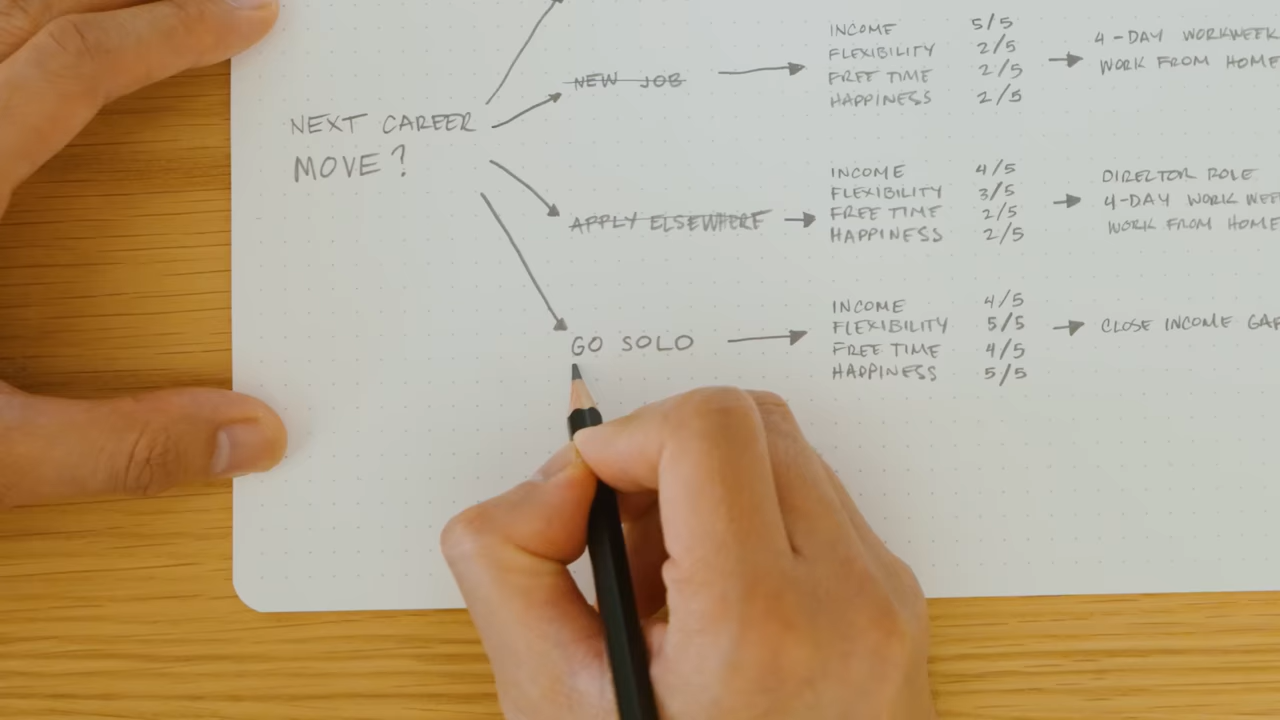 NEXT CAREER
MOVE?
NEW JOB
INCOME 5/5
FLEXIBILITY 2/5
FREE TIME 2/5
HAPPINESS 2/5
4-DAY WORKWEEK
WORK FROM HOME
APPLY ELSEWHERE
INCOME 4/5
FLEXIBILITY 3/5
FREE TIME 2/5
HAPPINESS 2/5
DIRECTOR ROLE
4-DAY WORK WEE
WORK FROM HOME
GO SOLO
INCOME 4/5
FLEXIBILITY 5/5
FREE TIME 4/5
HAPPINESS 5/5
CLOSE INCOME GAP